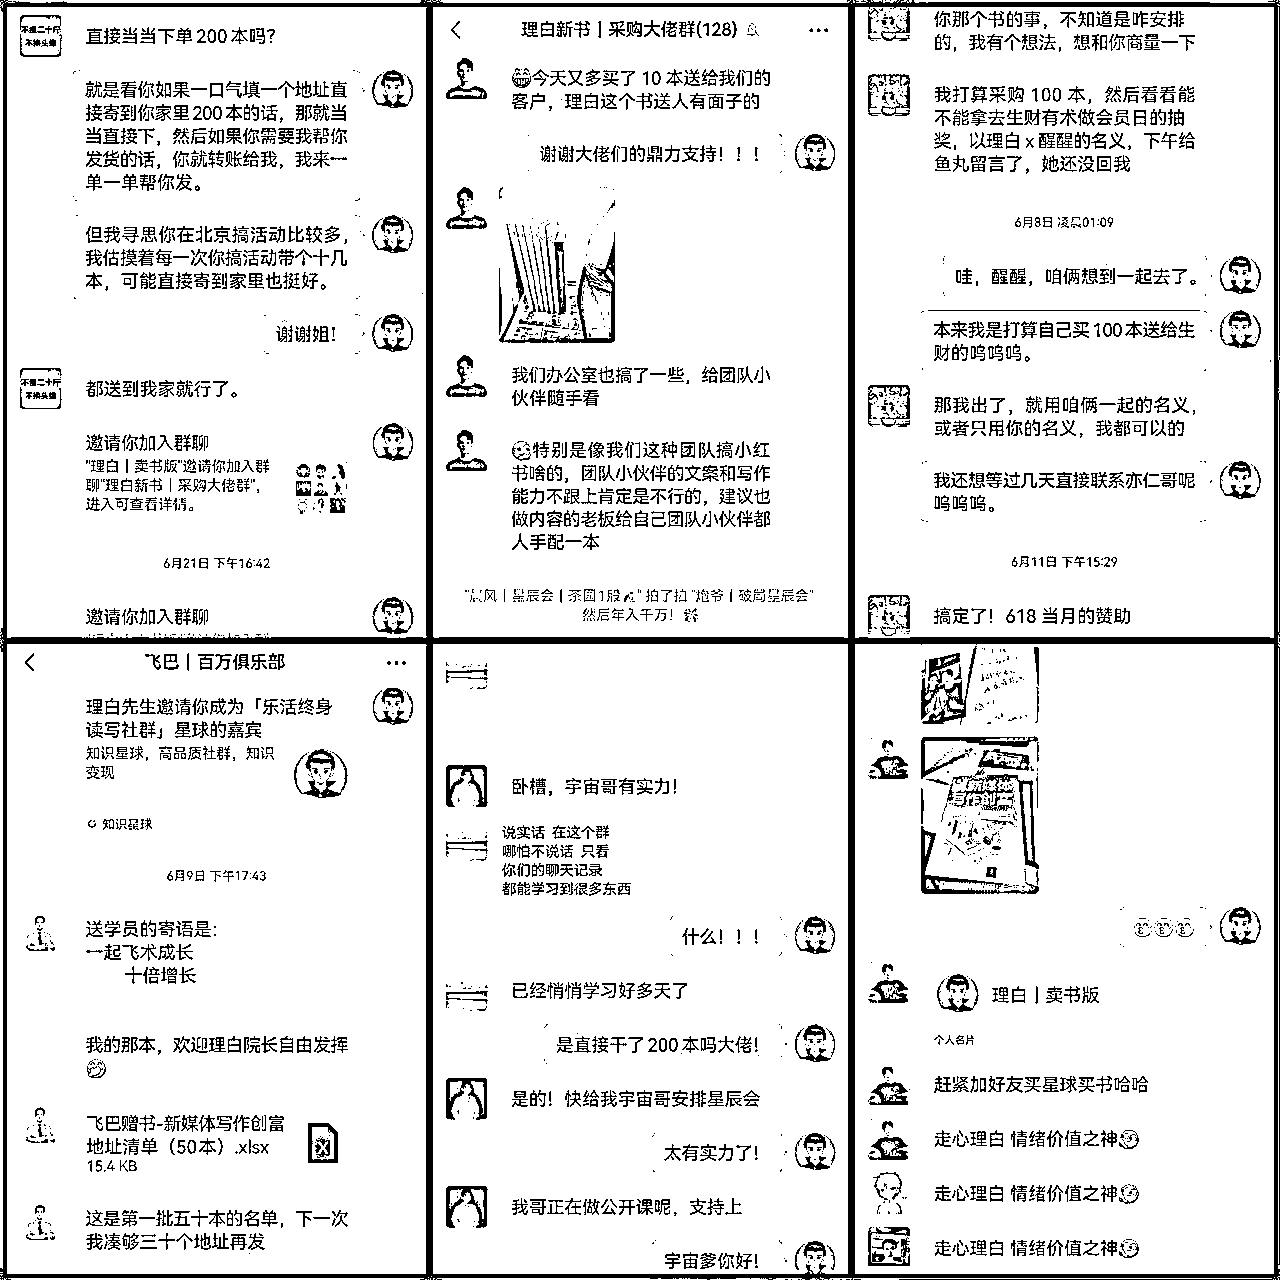 不瘦二十斤
不换头像
直接当当下单200本吗？
就是看你如果一口气填一个地址直
接寄到你家里200本的话，那就当
当直接下，然后如果你需要我帮你
发货的话，你就转账给我，我来一
单一单帮你发。
但我寻思你在北京搞活动比较多，
我估摸着每一次你搞活动带个十几
本，可能直接寄到家里也挺好。
谢谢姐！
不瘦二十斤
不换头像
都送到我家就行了。
邀请你加入群聊
"理白｜卖书版"邀请你加入群
聊"理白新书｜采购大佬群"，
进入可查看详情。
6月21日 下午16:42
邀请你加入群聊
理白新书｜采购大佬群(128)
今天又多买了 10 本送给我们的
客户，理白这个书送人有面子的
谢谢大佬们的鼎力支持！！！
我们办公室也搞了一些，给团队小
伙伴随手看
特别是像我们这种团队搞小红
书啥的，团队小伙伴的文案和写作
能力不跟上肯定是不行的，建议也
做内容的老板给自己团队小伙伴都
人手配一本
"晨风｜星辰会｜茶圆1股" 拍了拍 "炮爷｜破局星辰会"
然后年入千万！
你那个书的事，不知道是咋安排
的，我有个想法，想和你商量一下
我打算采购 100 本，然后看看能
不能拿去生财有术做会员日的抽
奖，以理白 x 醒醒的名义，下午给
鱼丸留言了，她还没回我
6月8日 凌晨01:09
哇，醒醒，咱俩想到一起去了。
本来我是打算自己买100本送给生
财的呜呜呜。
那我出了，就用咱俩一起的名义，
或者只用你的名义，我都可以的
我还想等过几天直接联系亦仁哥呢
呜呜呜。
6月11日 下午15:29
搞定了！618 当月的赞助
飞巴｜百万俱乐部
理白先生邀请你成为「乐活终身
读写社群」星球的嘉宾
知识星球，高品质社群，知识
变现
知识星球
6月9日 下午17:43
送学员的寄语是：
一起飞术成长
十倍增长
我的那本，欢迎理白院长自由发挥
飞巴赠书-新媒体写作创富
地址清单（50本）.xlsx
15.4 KB
这是第一批五十本的名单，下一次
我凑够三十个地址再发
卧槽，宇宙哥有实力！
说实话 在这个群
哪怕不说话 只看
你们的聊天记录
都能学习到很多东西
什么！！！
已经悄悄学习好多天了
是直接干了200本吗大佬！
是的！快给我宇宙哥安排星辰会
太有实力了！
我哥正在做公开课呢，支持上
宇宙爹你好！
理白｜卖书版
个人名片
赶紧加好友买星球买书哈哈
走心理白 情绪价值之神
走心理白 情绪价值之神
走心理白 情绪价值之神